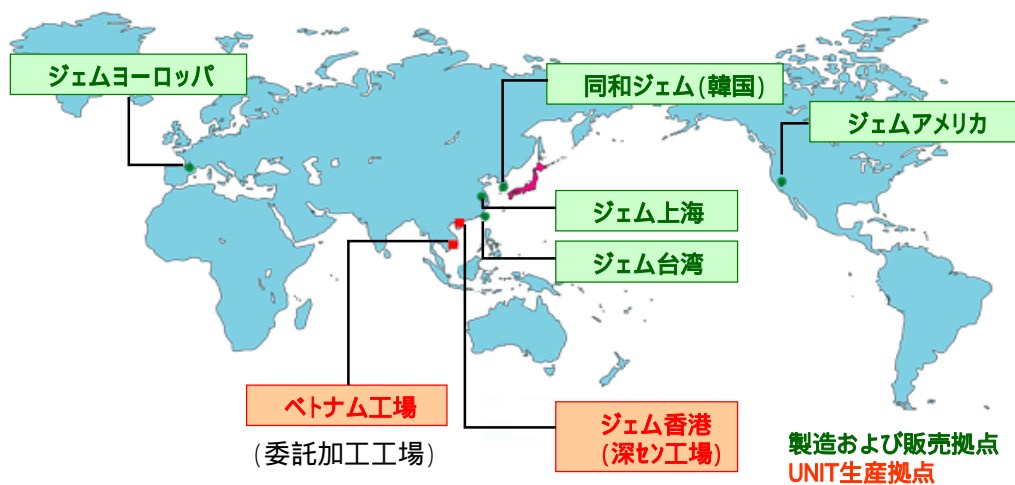 ジェムヨーロッパ
同和ジェム(韓国)
ジェムアメリカ
ジェム上海
ジェム台湾
ベトナム工場
(委託加工工場)
ジェム香港
(深セン工場)
製造および販売拠点
UNIT生産拠点